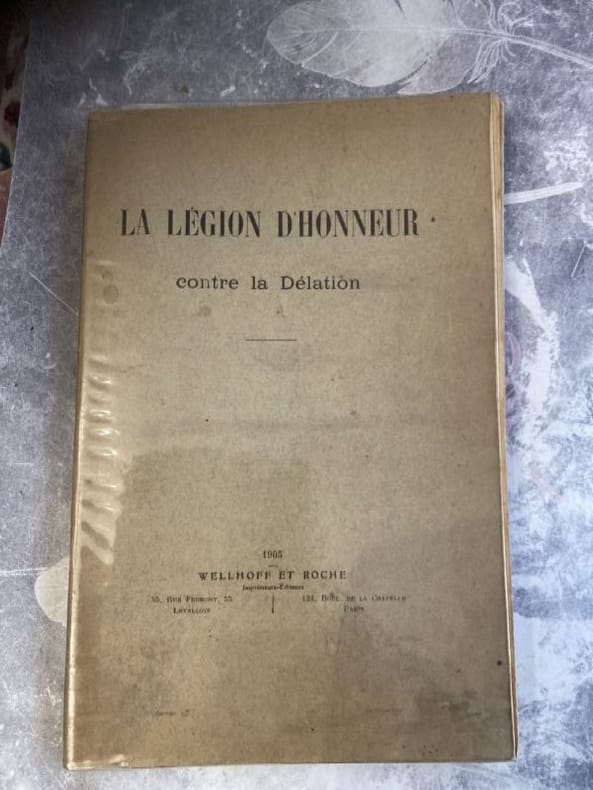 LA LÉGION D'HONNEUR
contre la Délation
1905
WELLHOFF ET ROCHE
Imprimeurs-Éditeurs
55, RUE FROMONT, 55
LEVALLOIS
124, BOUL. DE LA CHAPELLE
PARIS